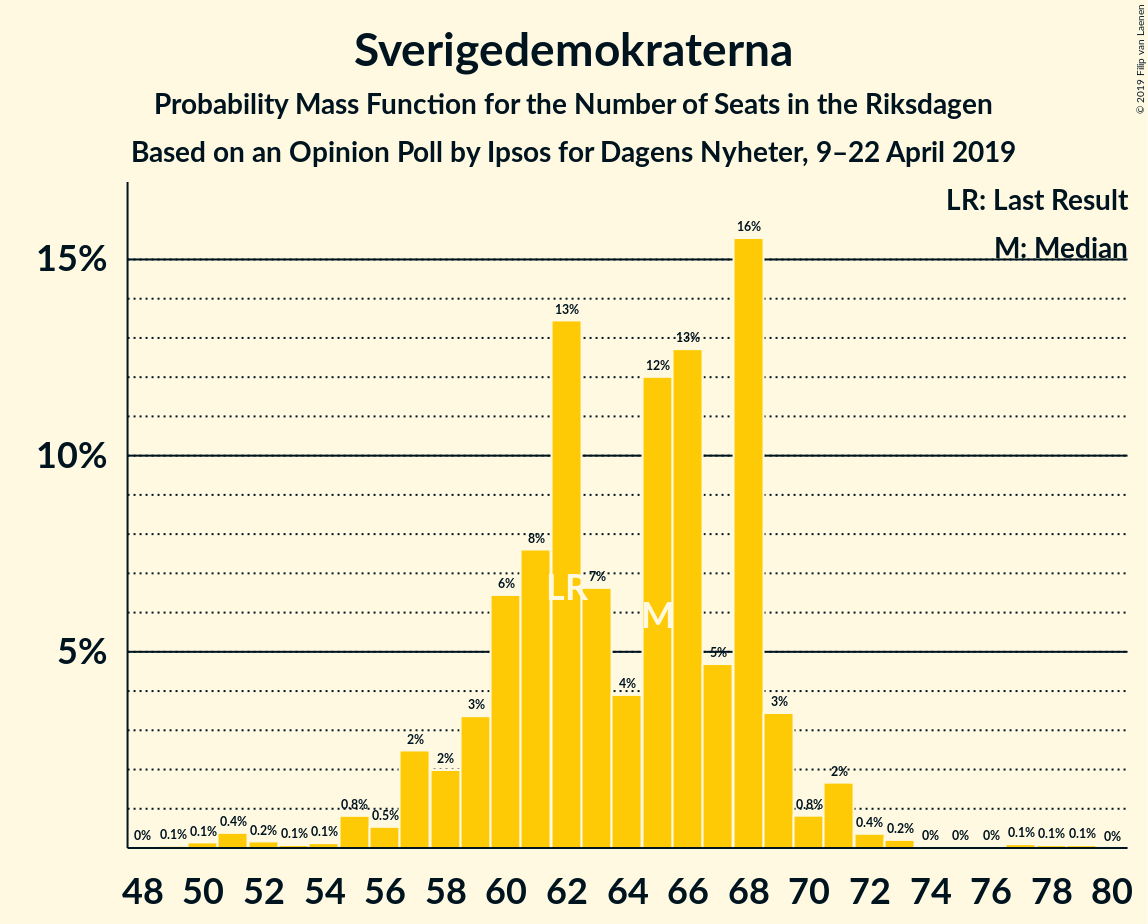 Sverigedemokraterna
Probability Mass Function for the Number of Seats in the Riksdagen
Based on an Opinion Poll by Ipsos for Dagens Nyheter, 9–22 April 2019
© 2019 Filip van Laenen
LR: Last Result
M: Median
15%
10%
5%
0% 0.1% 0.1% 0.4% 0.2% 0.1% 0.1% 0.8% 0.5% 2% 2% 3% 6% 8% 13% 7% 4% 12% 13% 5% 16% 3% 0.8% 2% 0.4% 0.2% 0% 0% 0% 0.1% 0.1% 0.1% 0%
LR
M
48 50 52 54 56 58 60 62 64 66 68 70 72 74 76 78 80